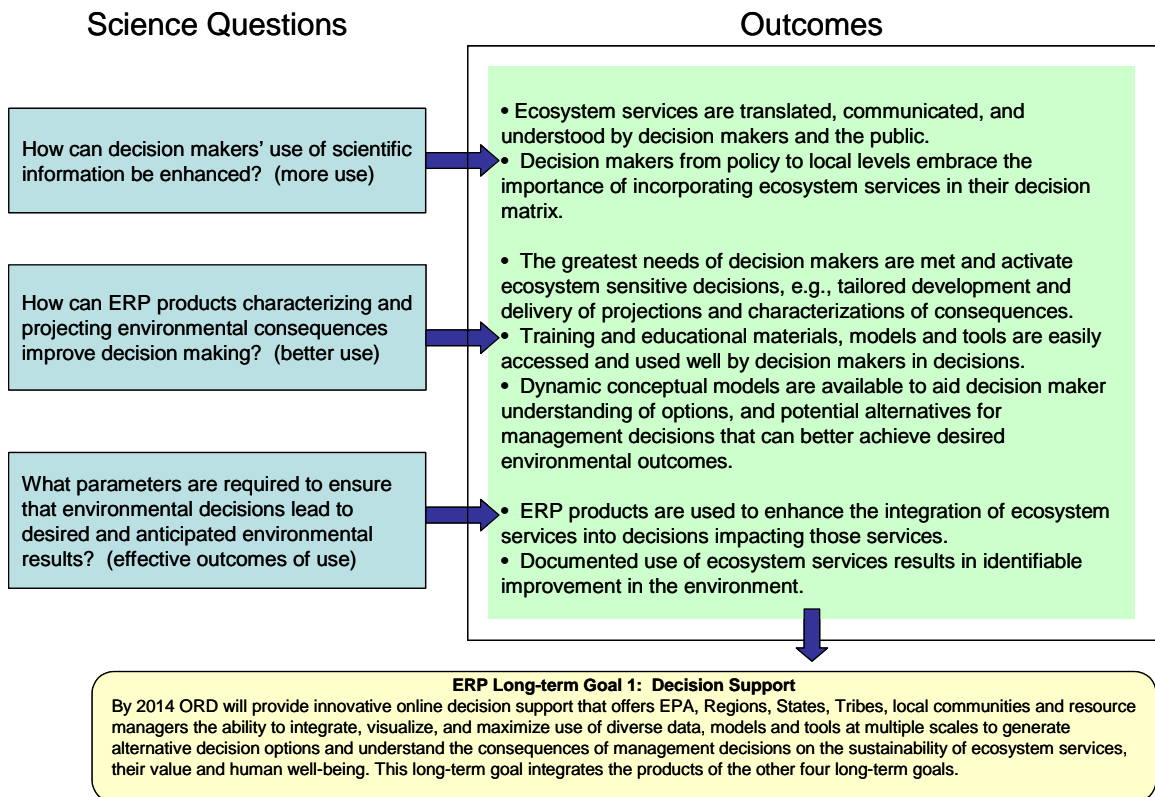 Science Questions
Outcomes
How can decision makers' use of scientific
information be enhanced?  (more use)
• Ecosystem services are translated, communicated, and
understood by decision makers and the public.
•  Decision makers from policy to local levels embrace the
importance of incorporating ecosystem services in their decision
matrix.
How can ERP products characterizing and
projecting environmental consequences
improve decision making?  (better use)
•  The greatest needs of decision makers are met and activate
ecosystem sensitive decisions, e.g., tailored development and
delivery of projections and characterizations of consequences.
•  Training and educational materials, models and tools are easily
accessed and used well by decision makers in decisions.
•  Dynamic conceptual models are available to aid decision maker
understanding of options, and potential alternatives for
management decisions that can better achieve desired
environmental outcomes.
What parameters are required to ensure
that environmental decisions lead to
desired and anticipated environmental
results?  (effective outcomes of use)
•  ERP products are used to enhance the integration of ecosystem
services into decisions impacting those services.
•  Documented use of ecosystem services results in identifiable
improvement in the environment.
ERP Long-term Goal 1:  Decision Support
By 2014 ORD will provide innovative online decision support that offers EPA, Regions, States, Tribes, local communities and resource
managers the ability to integrate, visualize, and maximize use of diverse data, models and tools at multiple scales to generate
alternative decision options and understand the consequences of management decisions on the sustainability of ecosystem services,
their value and human well-being. This long-term goal integrates the products of the other four long-term goals.